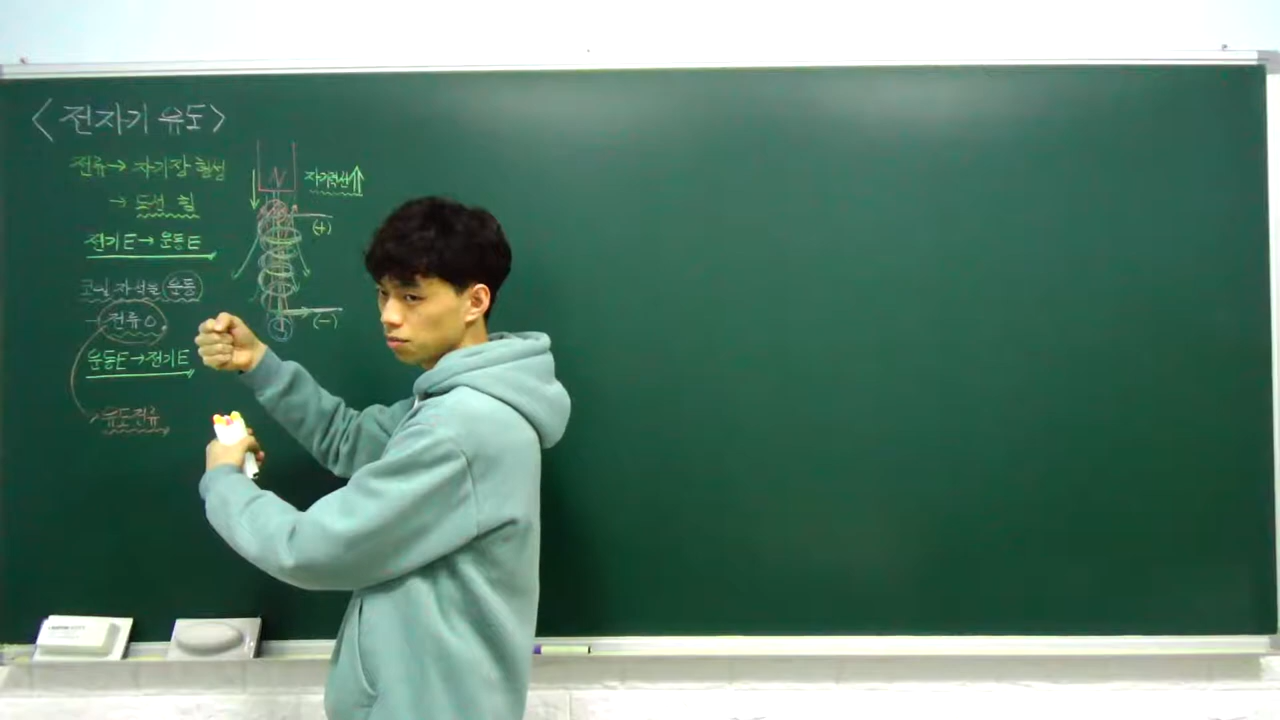 <전자기 유도>
전류→ 자기장 형성
→ 도선 힘
전기E→운동E
코일, 자석을 운동
→ 전류O.
운동E→전기E
유도전류
N
자기력선↑
(+)
(-)